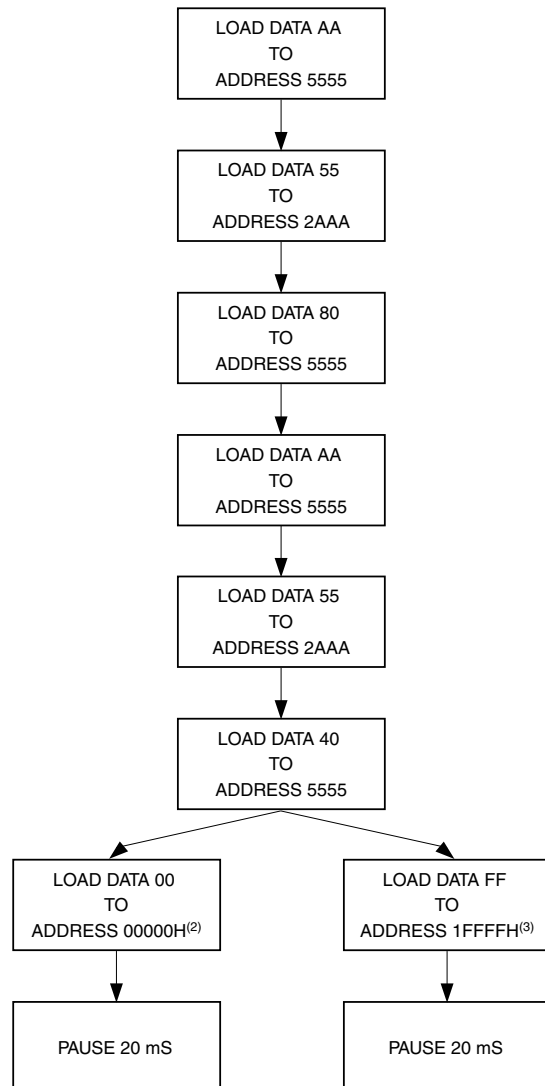 LOAD DATA AA
TO
ADDRESS 5555
LOAD DATA 55
TO
ADDRESS 2AAA
LOAD DATA 80
TO
ADDRESS 5555
LOAD DATA AA
TO
ADDRESS 5555
LOAD DATA 55
TO
ADDRESS 2AAA
LOAD DATA 40
TO
ADDRESS 5555
LOAD DATA 00
TO
ADDRESS 00000H(2)
PAUSE 20 mS
LOAD DATA FF
TO
ADDRESS 1FFFFH(3)
PAUSE 20 mS